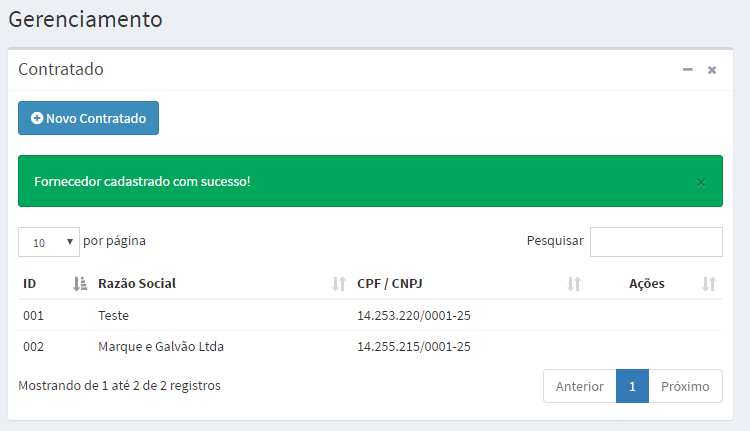 Gerenciamento
Contratado
Novo Contratado
Fornecedor cadastrado com sucesso!
10 por página Pesquisar
ID Razão Social CPF / CNPJ Ações
001 Teste 14.253.220/0001-25
002 Marque e Galvão Ltda 14.255.215/0001-25
Mostrando de 1 até 2 de 2 registros Anterior 1 Próximo